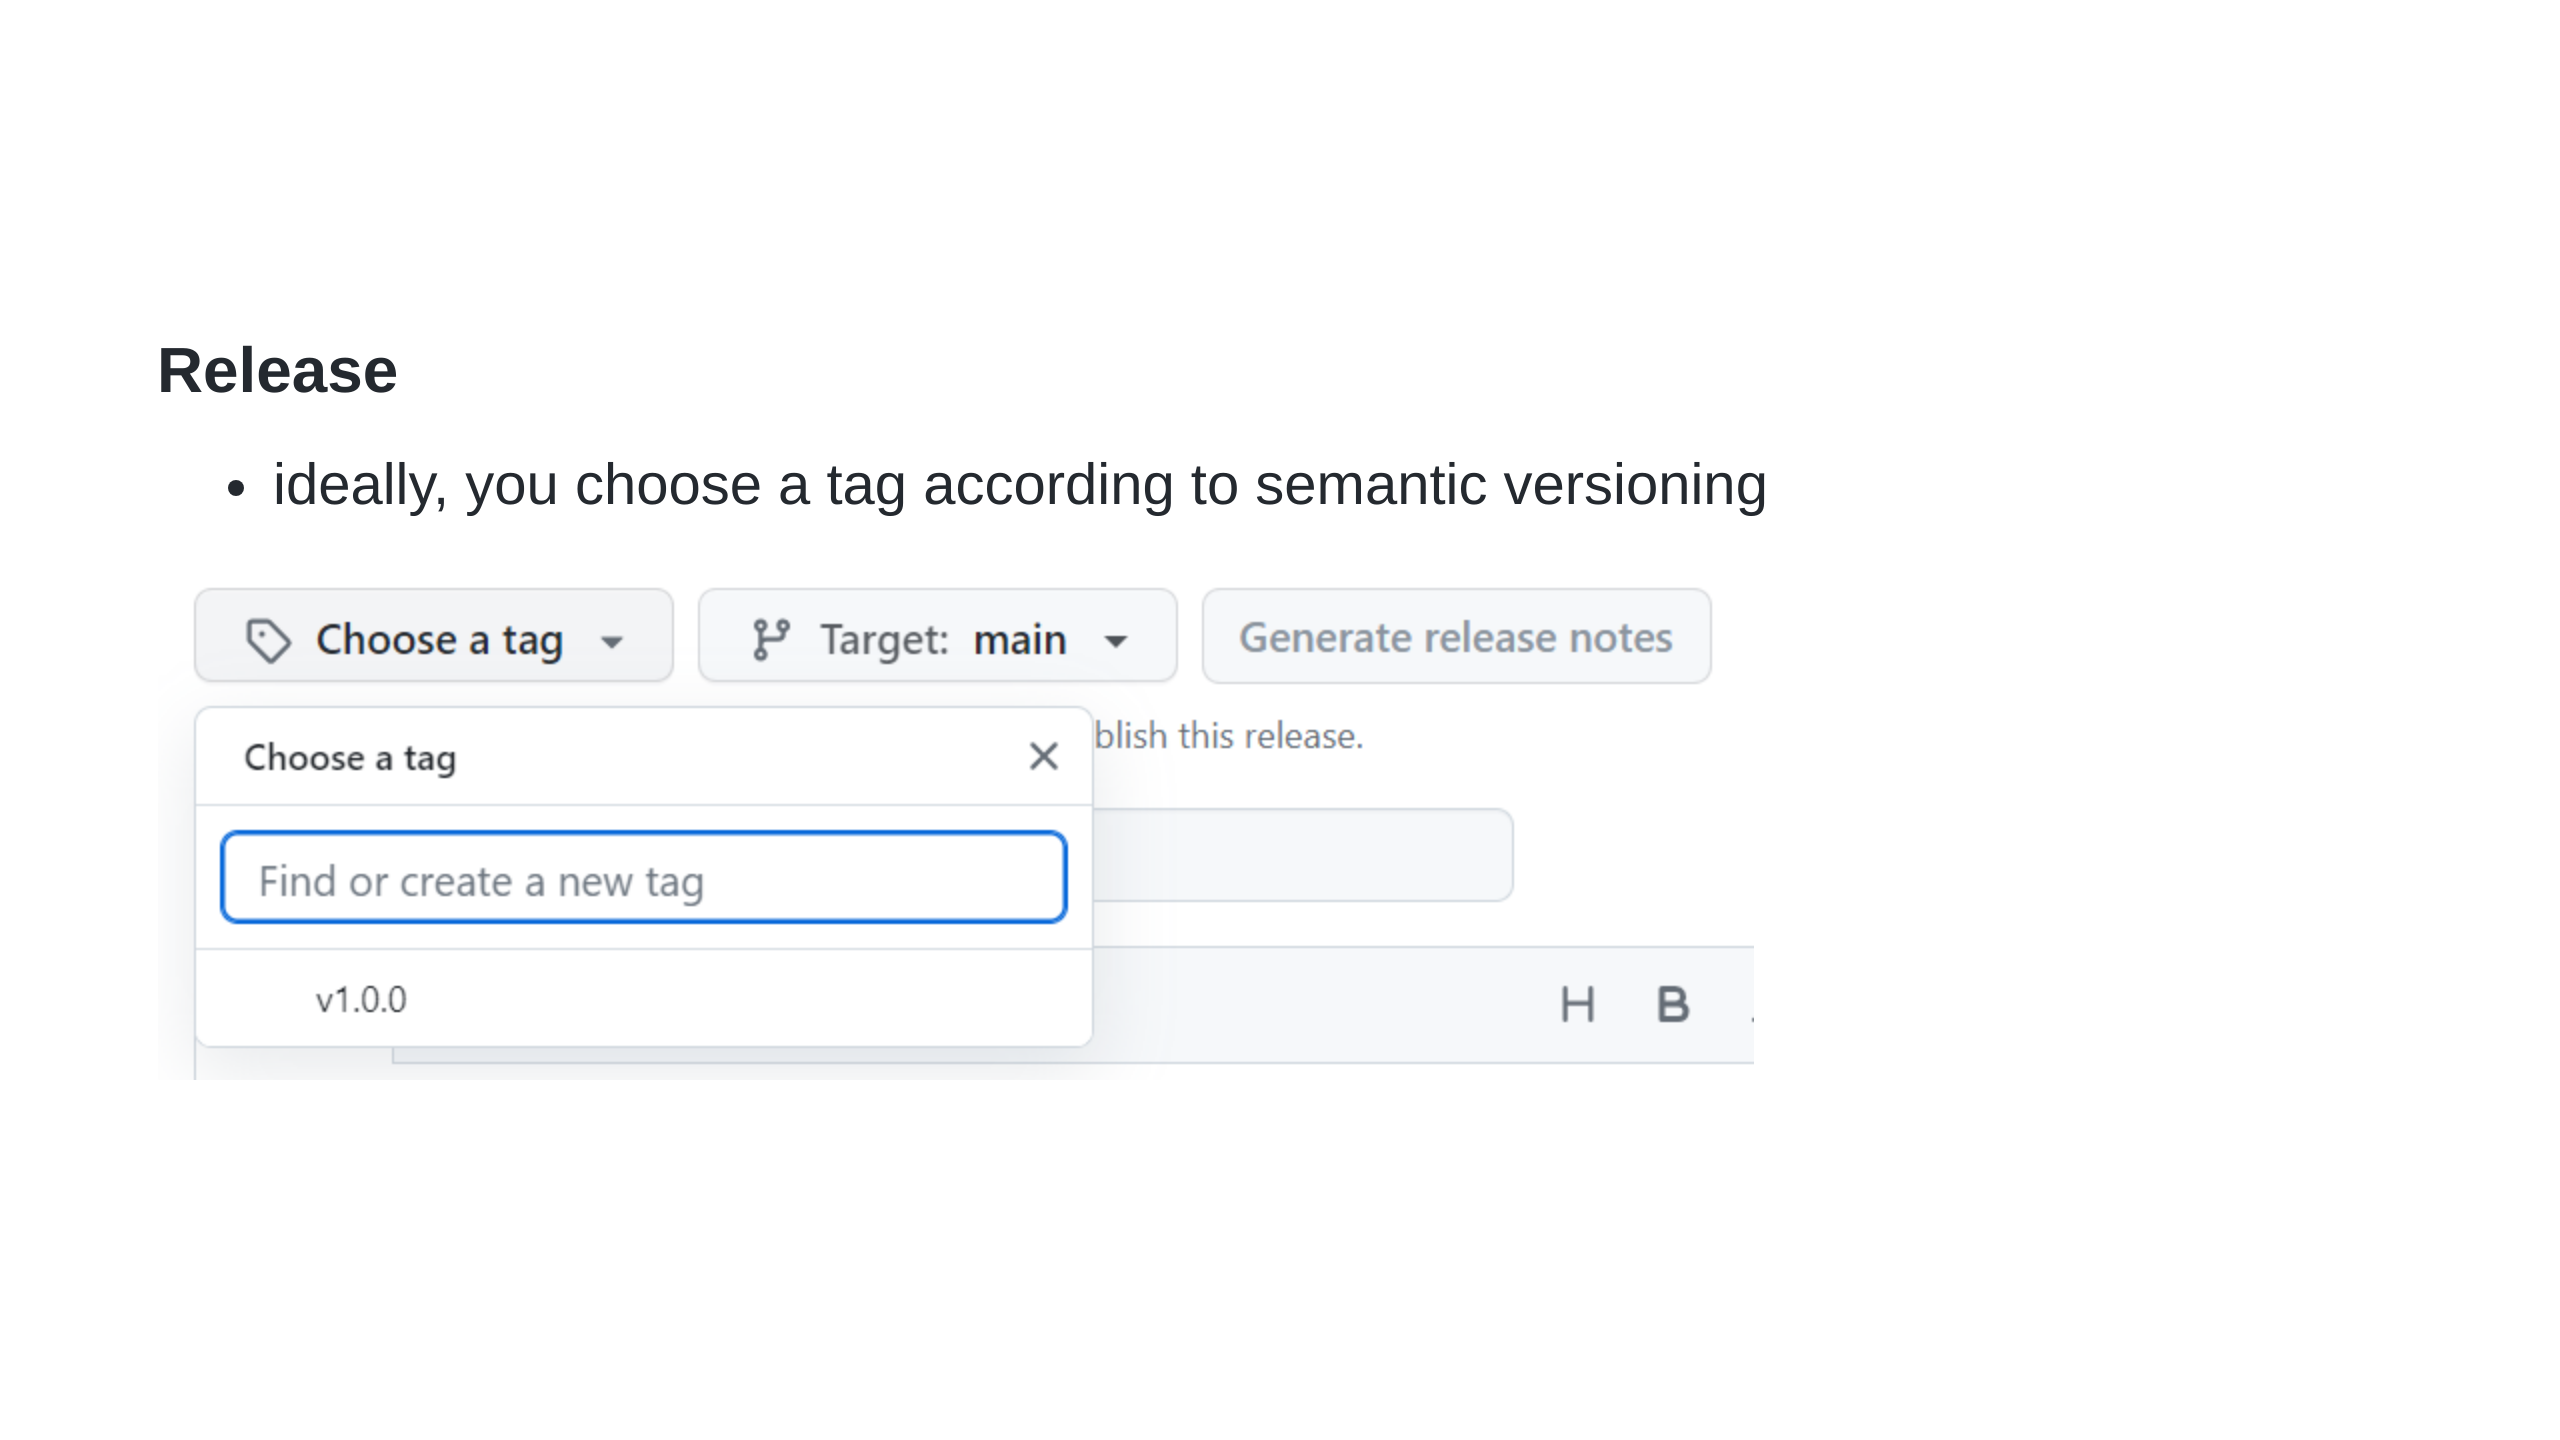 Release
• ideally, you choose a tag according to semantic versioning
Choose a tag Target: main Generate release notes
Choose a tag
blish this release.
Find or create a new tag
v1.0.0
H B